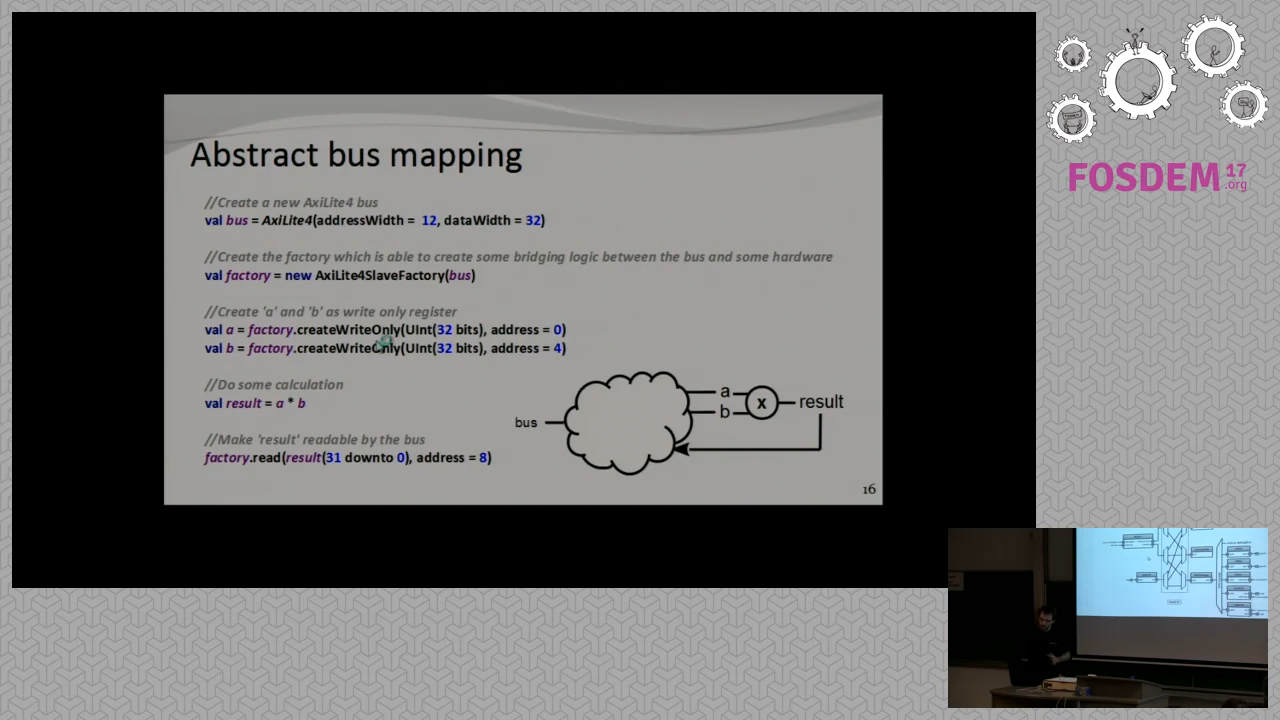 Abstract bus mapping
//Create a new AxiLite4 bus
val bus = AxiLite4(addressWidth = 12, dataWidth = 32)
//Create the factory which is able to create some bridging logic between the bus and some hardware
val factory = new AxiLite4SlaveFactory(bus)
//Create 'a' and 'b' as write only register
val a = factory.createWriteOnly(UInt(32 bits), address = 0)
val b = factory.createWriteOnly(UInt(32 bits), address = 4)
//Do some calculation
val result = a * b
//Make 'result' readable by the bus
factory.read(result(31 downto 0), address = 8)
bus
a
b
x
result
16
FOSDEM 17
.org